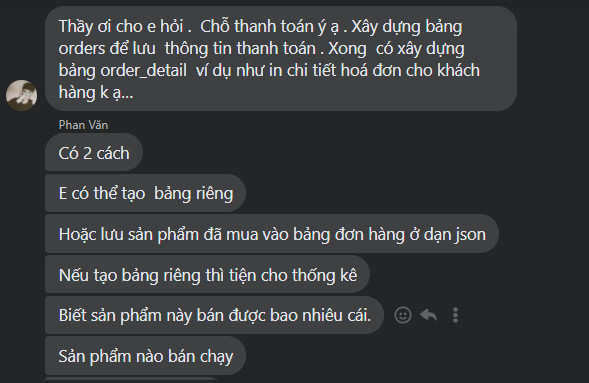 Thầy ơi cho e hỏi . Chỗ thanh toán ý ạ . Xây dựng bảng
orders để lưu thông tin thanh toán . Xong có xây dựng
bảng order_detail ví dụ như in chi tiết hoá đơn cho khách
hàng k ạ...
Phan Văn
Có 2 cách
E có thể tạo bảng riêng
Hoặc lưu sản phẩm đã mua vào bảng đơn hàng ở dạn json
Nếu tạo bảng riêng thì tiện cho thống kê
Biết sản phẩm này bán được bao nhiêu cái.
Sản phẩm nào bán chạy